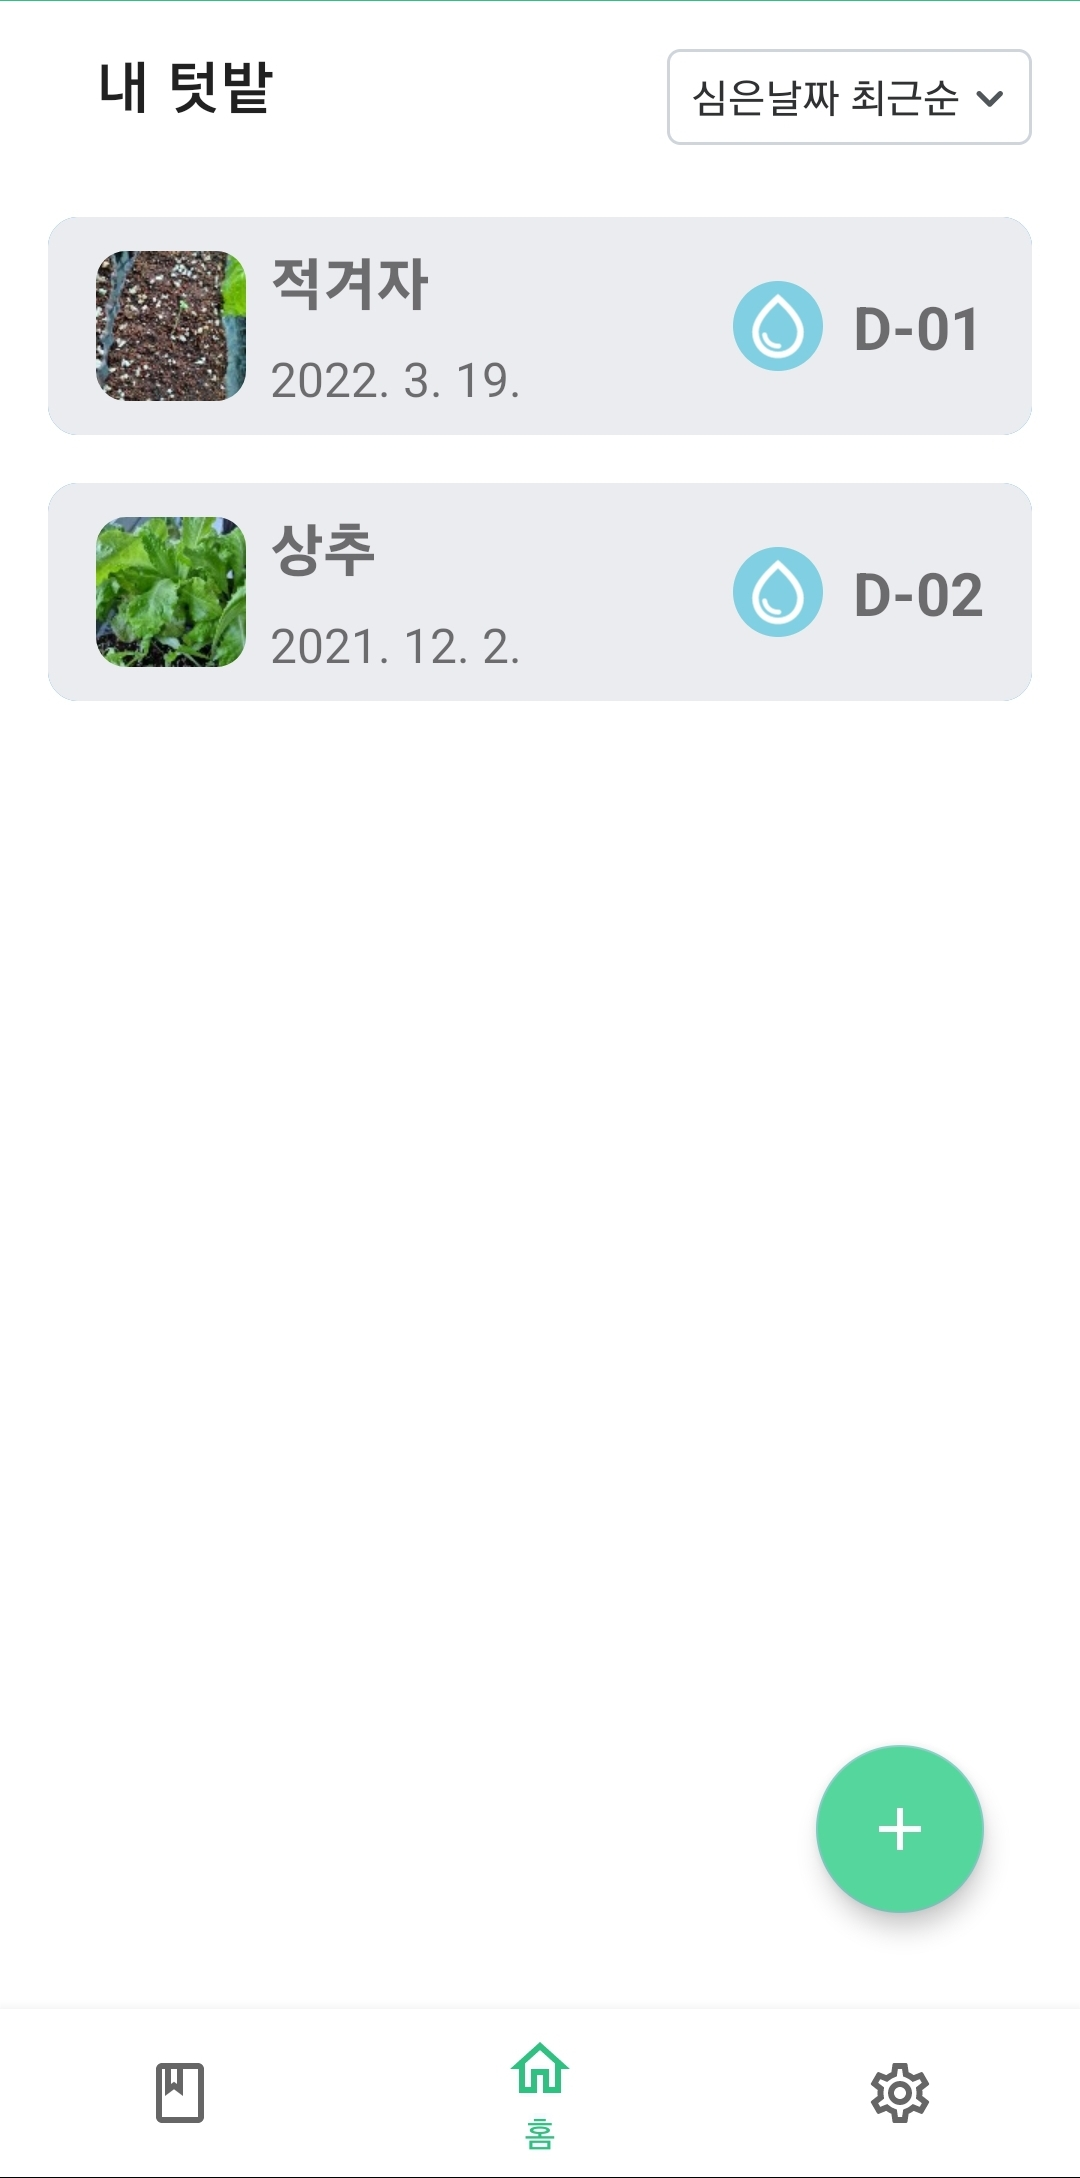 내 텃밭
심은날짜 최근순
적겨자
2022. 3. 19.
D-01
상추
2021. 12. 2.
D-02
홈